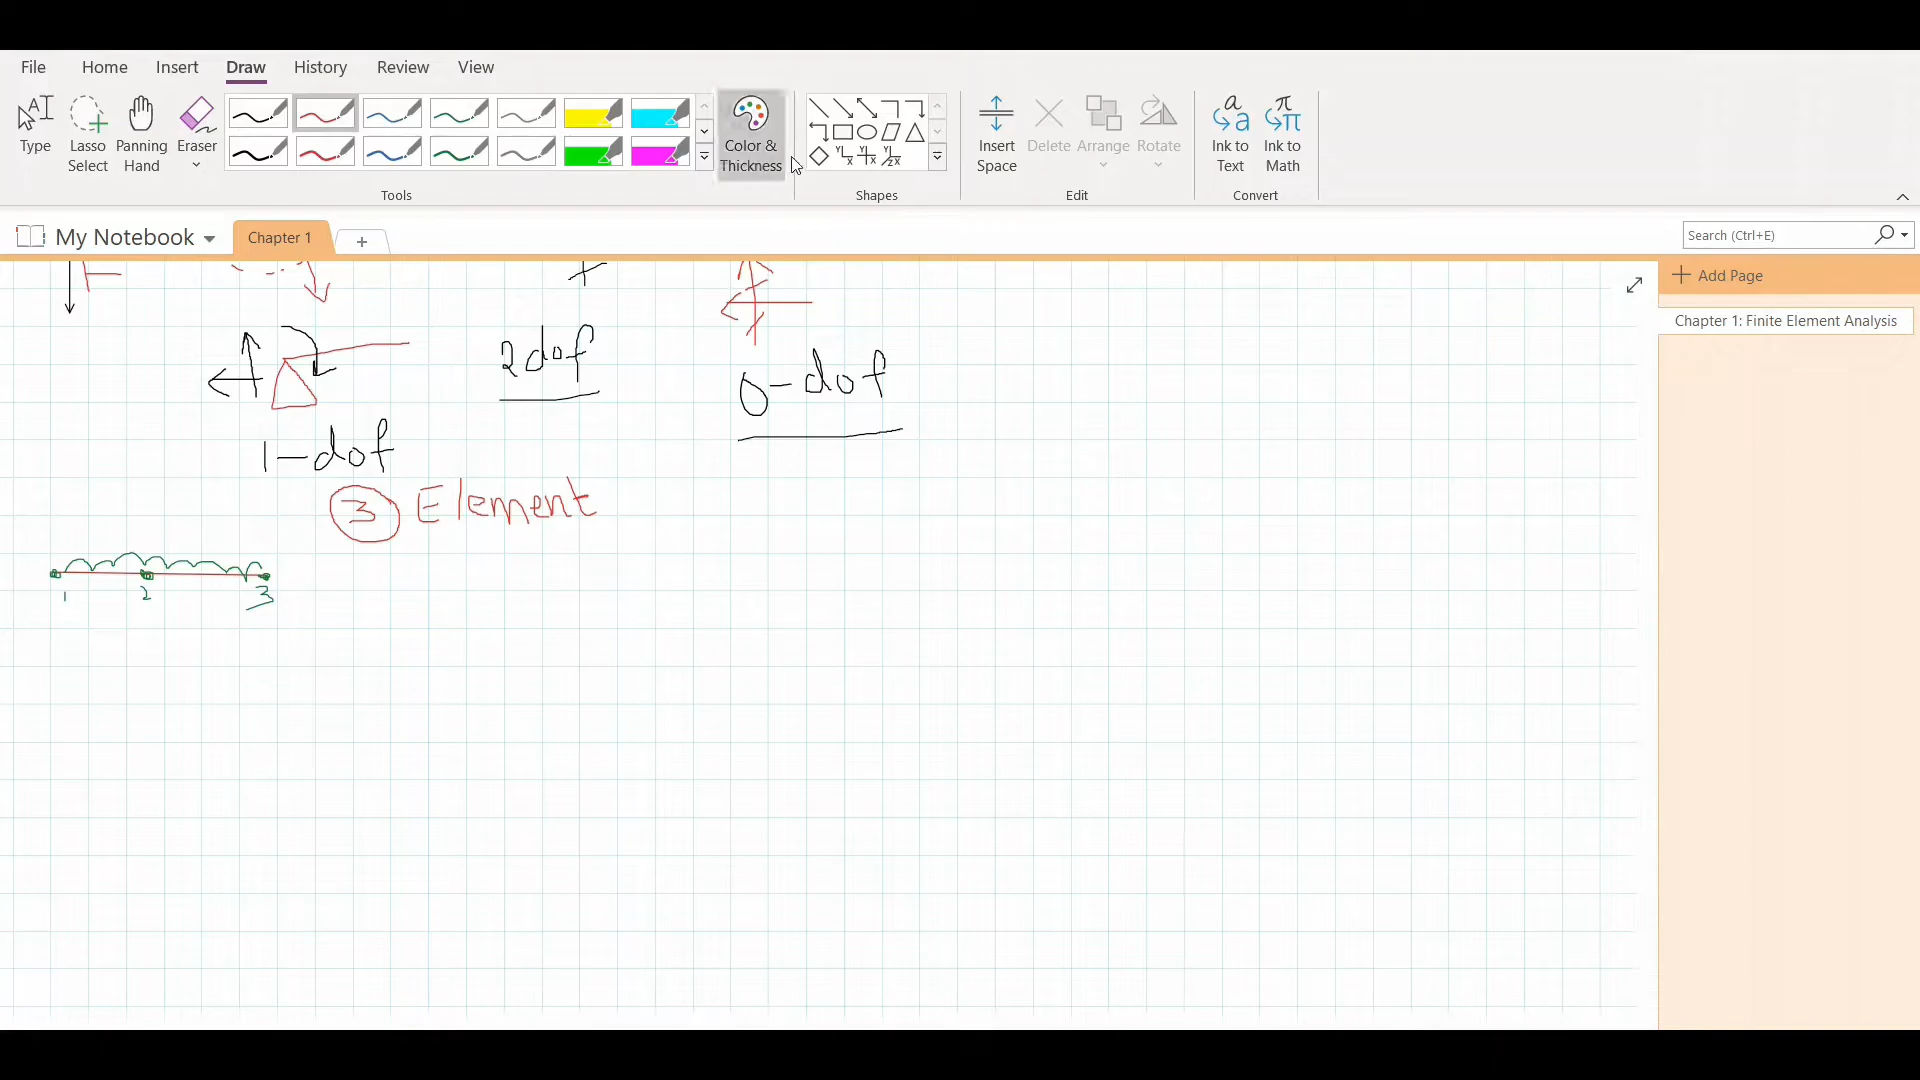 File Home Insert Draw History Review View
Type
Lasso Select
Panning Hand
Eraser
Color & Thickness
Insert Space
Delete
Arrange
Rotate
Ink to Text
Ink to Math
Tools
Shapes
Edit
Convert
My Notebook
Chapter 1
Search (Ctrl+E)
Add Page
Chapter 1: Finite Element Analysis
2dof
0-dof
1-dof
3 Element
1 2 3